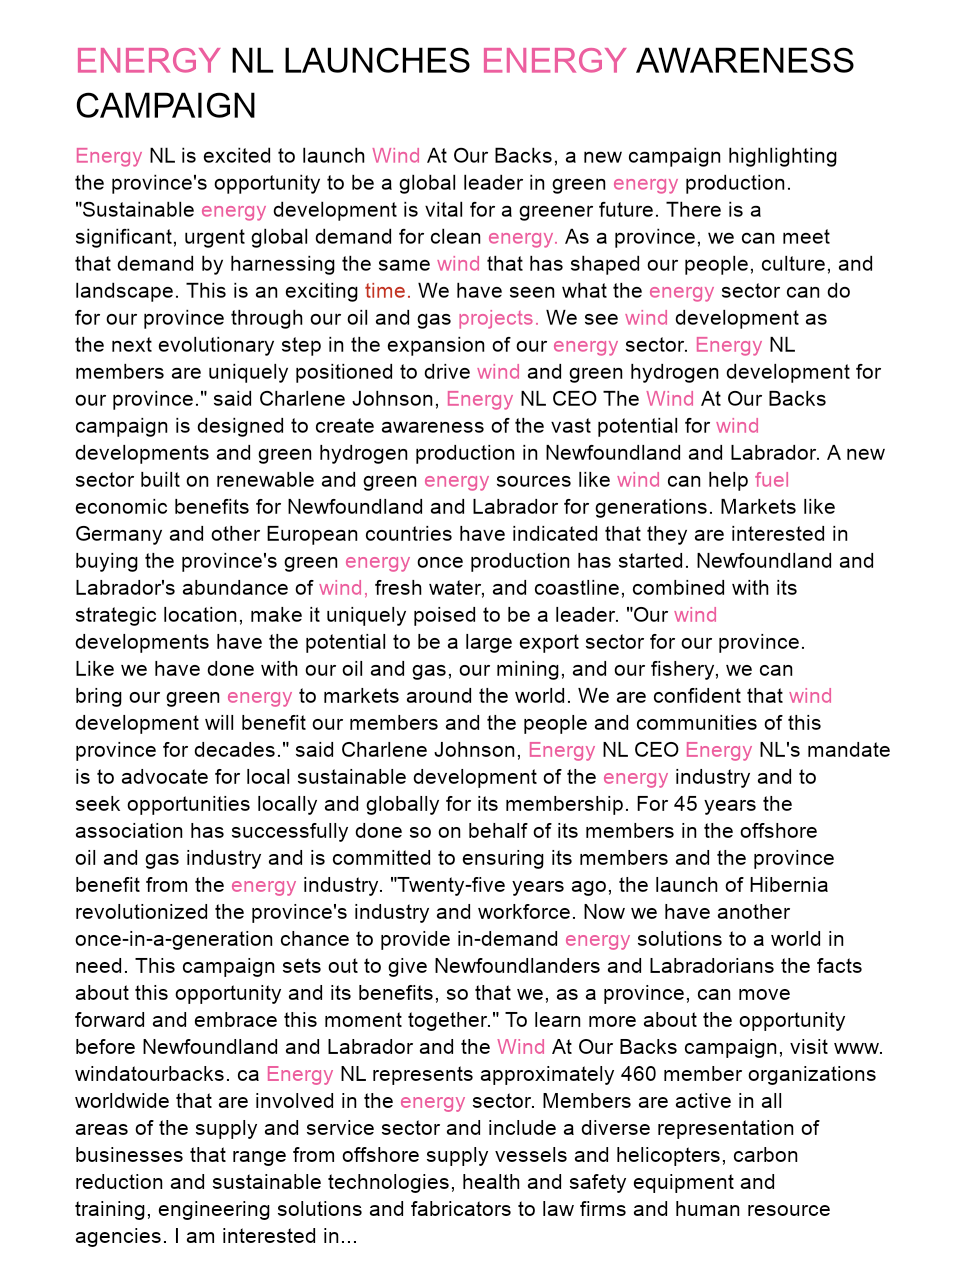 ENERGY NL LAUNCHES ENERGY AWARENESS
CAMPAIGN
Energy NL is excited to launch Wind At Our Backs, a new campaign highlighting
the province's opportunity to be a global leader in green energy production.
"Sustainable energy development is vital for a greener future. There is a
significant, urgent global demand for clean energy. As a province, we can meet
that demand by harnessing the same wind that has shaped our people, culture, and
landscape. This is an exciting time. We have seen what the energy sector can do
for our province through our oil and gas projects. We see wind development as
the next evolutionary step in the expansion of our energy sector. Energy NL
members are uniquely positioned to drive wind and green hydrogen development for
our province." said Charlene Johnson, Energy NL CEO The Wind At Our Backs
campaign is designed to create awareness of the vast potential for wind
developments and green hydrogen production in Newfoundland and Labrador. A new
sector built on renewable and green energy sources like wind can help fuel
economic benefits for Newfoundland and Labrador for generations. Markets like
Germany and other European countries have indicated that they are interested in
buying the province's green energy once production has started. Newfoundland and
Labrador's abundance of wind, fresh water, and coastline, combined with its
strategic location, make it uniquely poised to be a leader. "Our wind
developments have the potential to be a large export sector for our province.
Like we have done with our oil and gas, our mining, and our fishery, we can
bring our green energy to markets around the world. We are confident that wind
development will benefit our members and the people and communities of this
province for decades." said Charlene Johnson, Energy NL CEO Energy NL's mandate
is to advocate for local sustainable development of the energy industry and to
seek opportunities locally and globally for its membership. For 45 years the
association has successfully done so on behalf of its members in the offshore
oil and gas industry and is committed to ensuring its members and the province
benefit from the energy industry. "Twenty-five years ago, the launch of Hibernia
revolutionized the province's industry and workforce. Now we have another
once-in-a-generation chance to provide in-demand energy solutions to a world in
need. This campaign sets out to give Newfoundlanders and Labradorians the facts
about this opportunity and its benefits, so that we, as a province, can move
forward and embrace this moment together." To learn more about the opportunity
before Newfoundland and Labrador and the Wind At Our Backs campaign, visit www.
windatourbacks. ca Energy NL represents approximately 460 member organizations
worldwide that are involved in the energy sector. Members are active in all
areas of the supply and service sector and include a diverse representation of
businesses that range from offshore supply vessels and helicopters, carbon
reduction and sustainable technologies, health and safety equipment and
training, engineering solutions and fabricators to law firms and human resource
agencies. I am interested in...